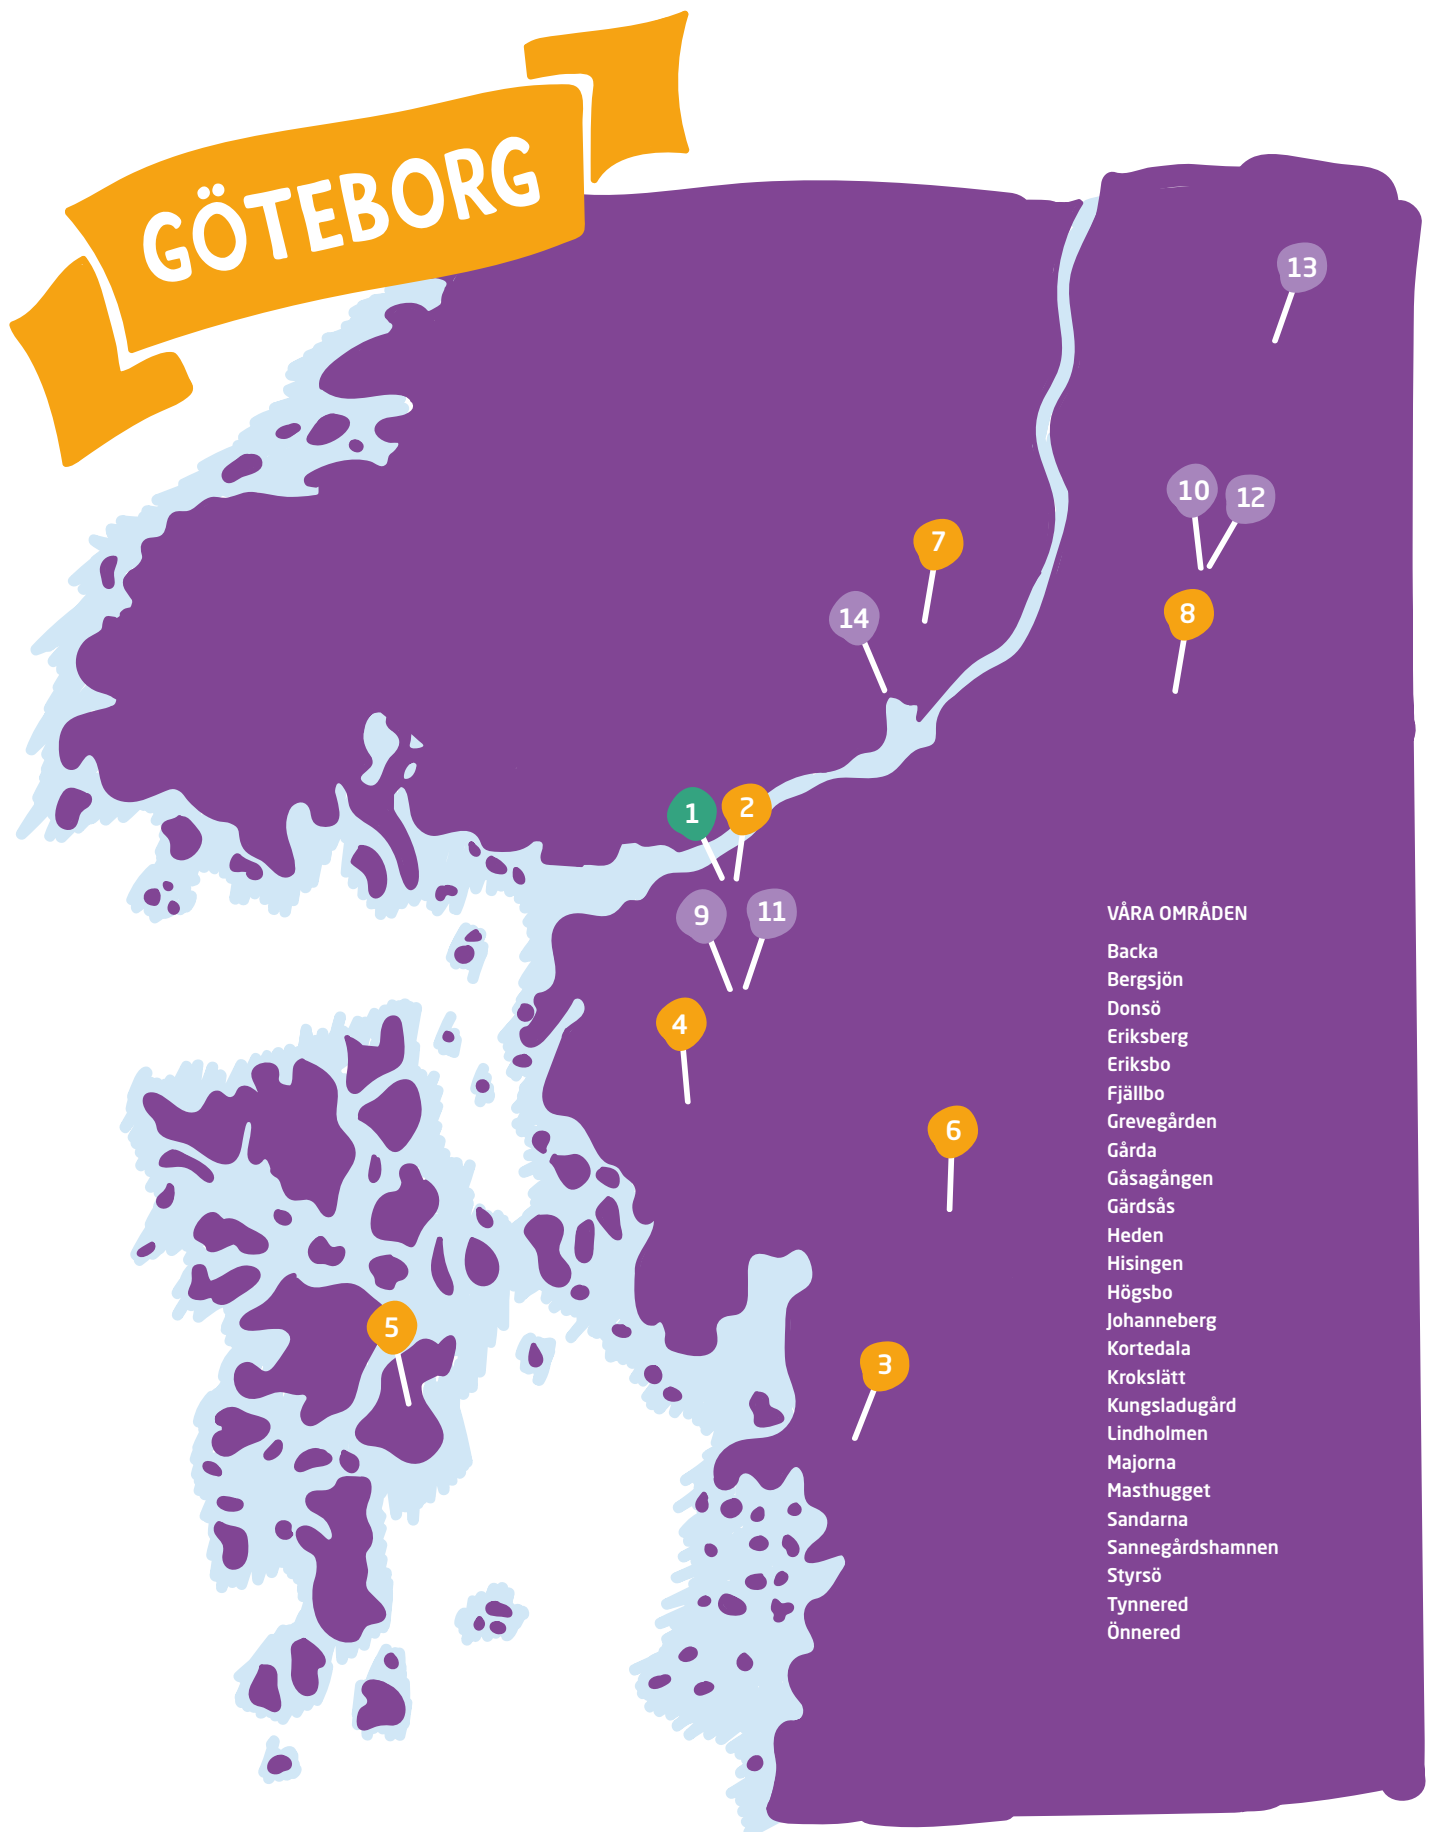 GÖTEBORG
13
10
12
7
8
14
1
2
9
11
4
6
5
3
VÅRA OMRÅDEN
Backa
Bergsjön
Donsö
Eriksberg
Eriksbo
Fjällbo
Grevegården
Gårda
Gåsagången
Gärdsås
Heden
Hisingen
Högsbo
Johanneberg
Kortedala
Krokslätt
Kungsladugård
Lindholmen
Majorna
Masthugget
Sandarna
Sannegårdshamnen
Styrsö
Tynnered
Önnered